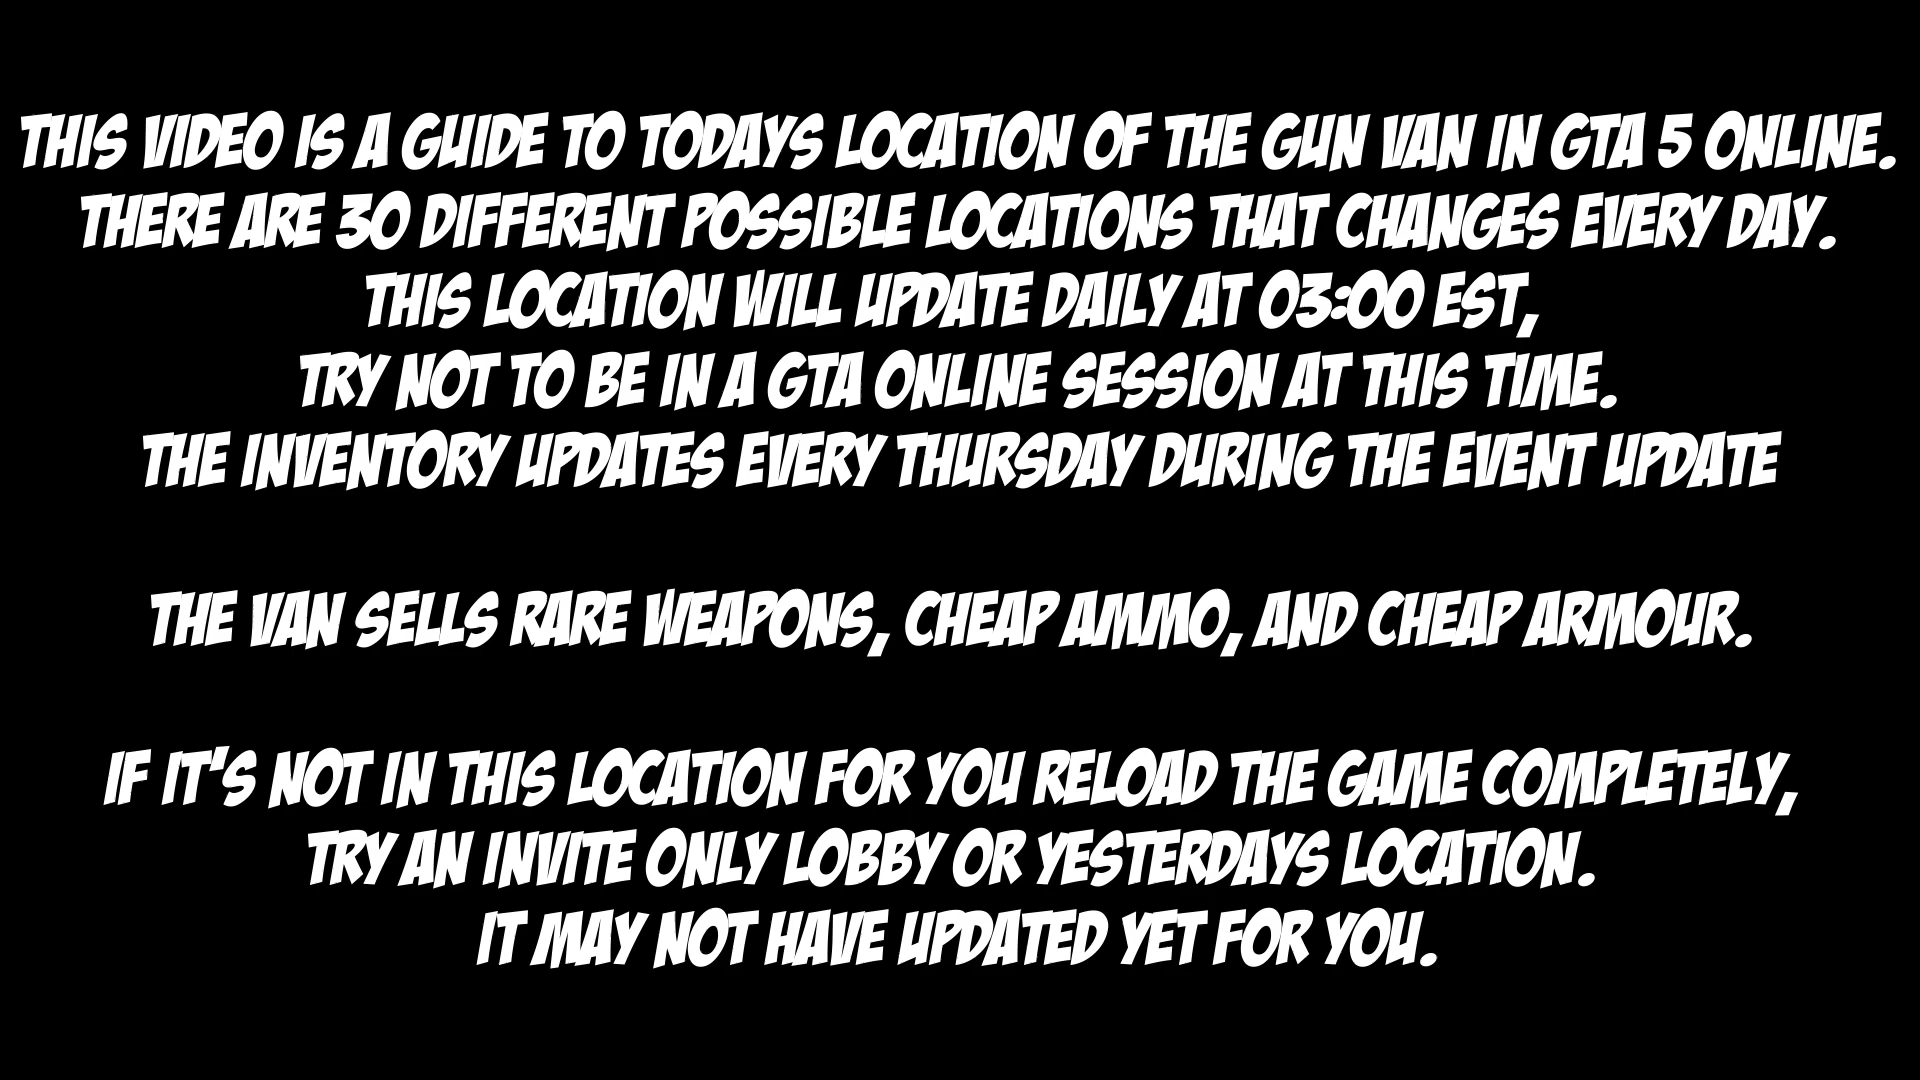 THIS VIDEO IS A GUIDE TO TODAYS LOCATION OF THE GUN VAN IN GTA 5 ONLINE.
THERE ARE 30 DIFFERENT POSSIBLE LOCATIONS THAT CHANGES EVERY DAY.
THIS LOCATION WILL UPDATE DAILY AT 03:00 EST,
TRY NOT TO BE IN A GTA ONLINE SESSION AT THIS TIME.
THE INVENTORY UPDATES EVERY THURSDAY DURING THE EVENT UPDATE
THE VAN SELLS RARE WEAPONS, CHEAP AMMO, AND CHEAP ARMOUR.
IF IT'S NOT IN THIS LOCATION FOR YOU RELOAD THE GAME COMPLETELY,
TRY AN INVITE ONLY LOBBY OR YESTERDAYS LOCATION.
IT MAY NOT HAVE UPDATED YET FOR YOU.